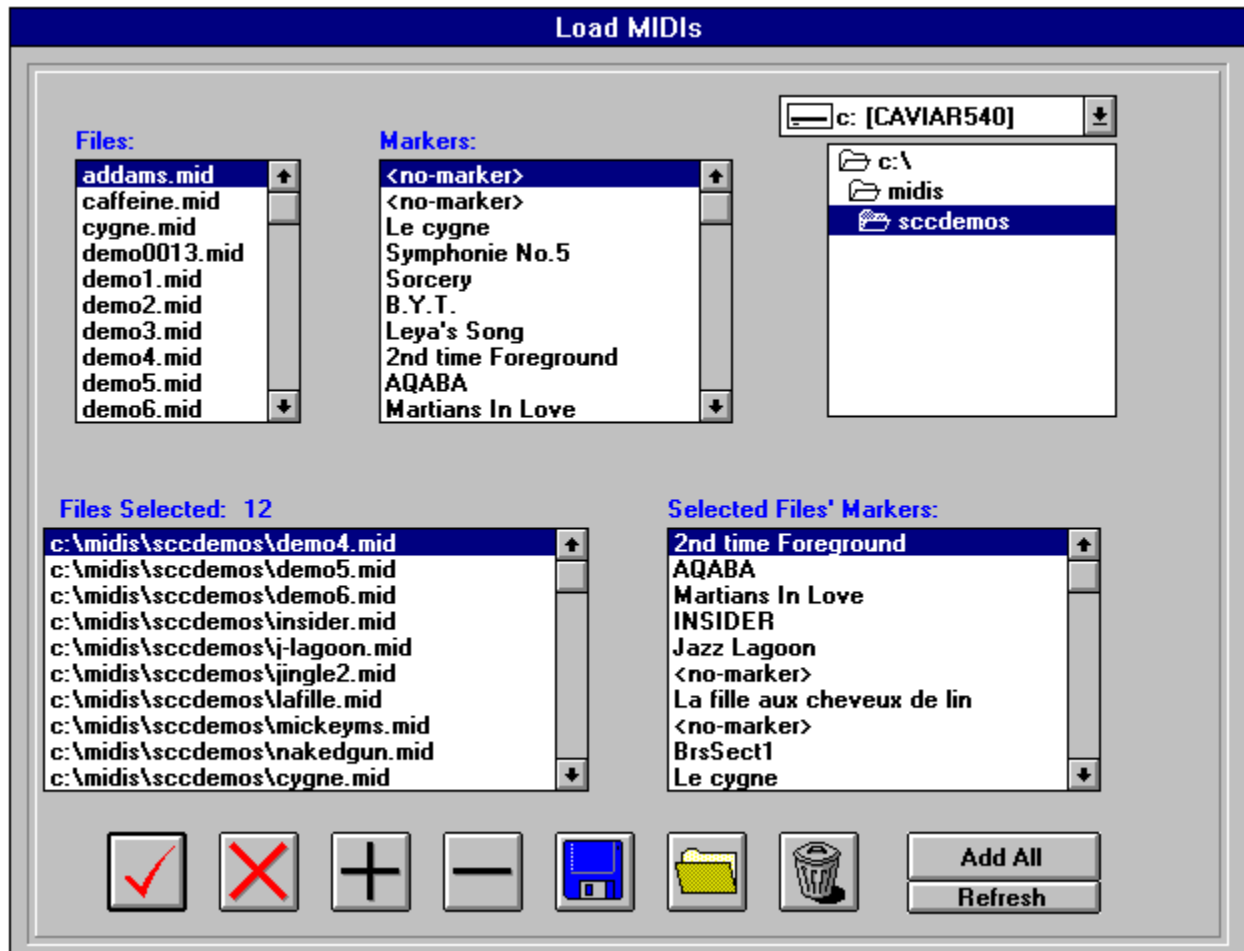 Load MIDIs
c: [CAVIAR540]
Files:
addams.mid
caffeine.mid
cygne.mid
demo0013.mid
demo1.mid
demo2.mid
demo3.mid
demo4.mid
demo5.mid
demo6.mid
Markers:
<no-marker>
<no-marker>
Le cygne
Symphonie No.5
Sorcery
B.Y.T.
Leya's Song
2nd time Foreground
AQABA
Martians In Love
c:\
midis
sccdemos
Files Selected: 12
c:\midis\sccdemos\demo4.mid
c:\midis\sccdemos\demo5.mid
c:\midis\sccdemos\demo6.mid
c:\midis\sccdemos\insider.mid
c:\midis\sccdemos\j-lagoon.mid
c:\midis\sccdemos\jingle2.mid
c:\midis\sccdemos\lafille.mid
c:\midis\sccdemos\mickeyms.mid
c:\midis\sccdemos\nakedgun.mid
c:\midis\sccdemos\cygne.mid
Selected Files' Markers:
2nd time Foreground
AQABA
Martians In Love
INSIDER
Jazz Lagoon
<no-marker>
La fille aux cheveux de lin
<no-marker>
BrsSect1
Le cygne
Add All
Refresh